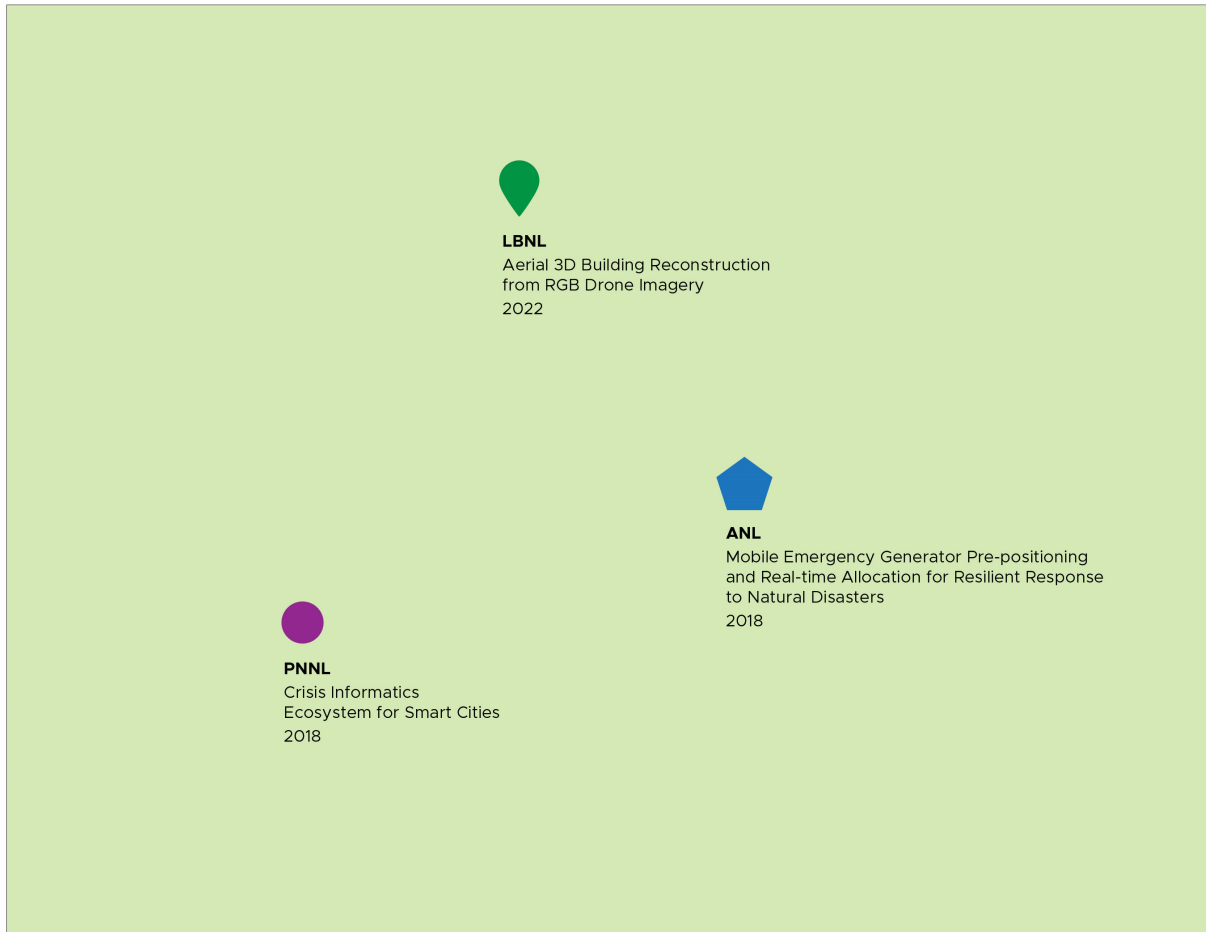 LBNL
Aerial 3D Building Reconstruction
from RGB Drone Imagery
2022
ANL
Mobile Emergency Generator Pre-positioning
and Real-time Allocation for Resilient Response
to Natural Disasters
2018
PNNL
Crisis Informatics
Ecosystem for Smart Cities
2018